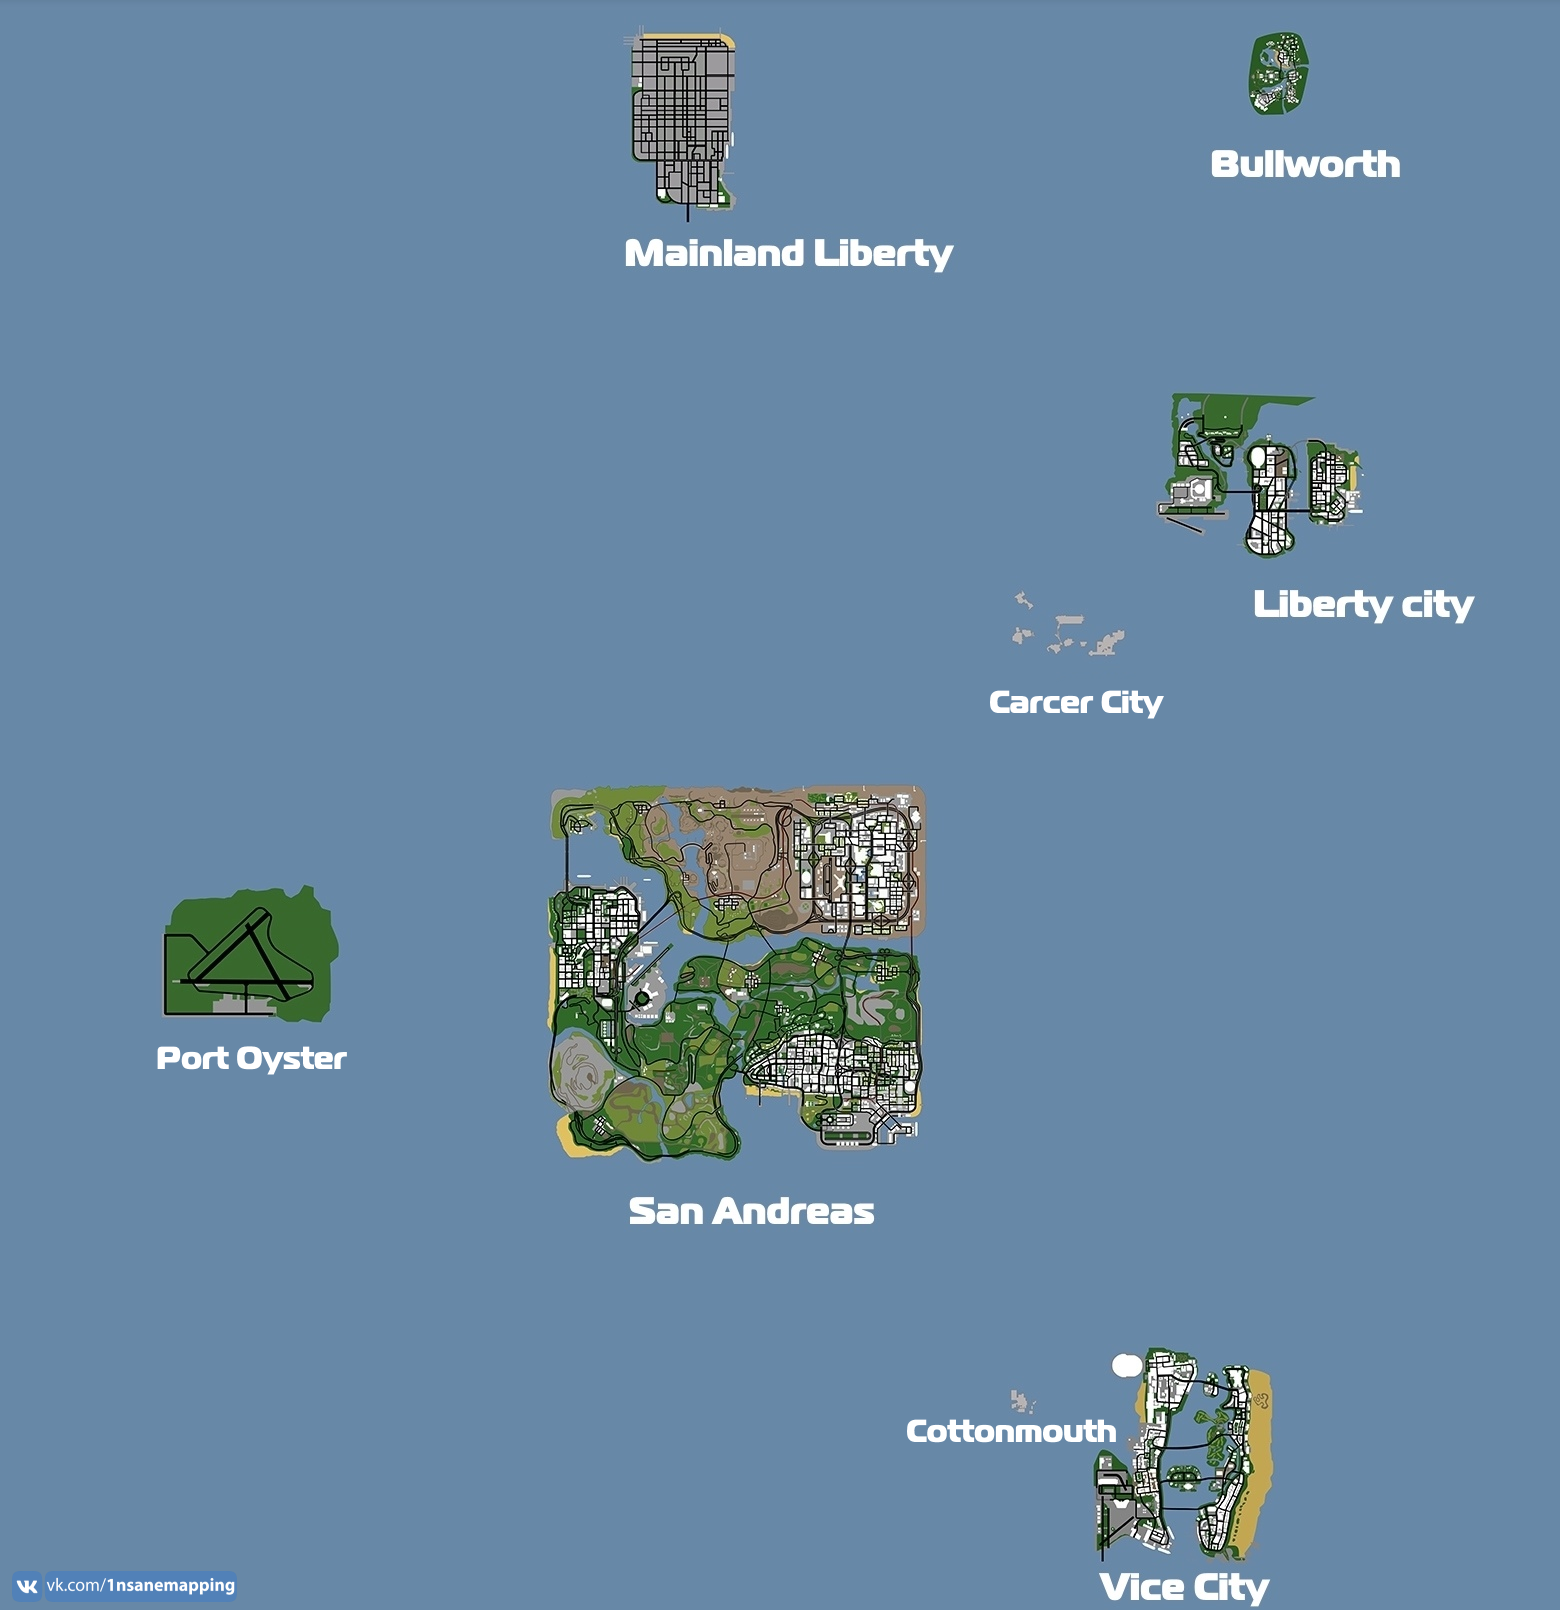 Bullworth
Mainland Liberty
Liberty city
Carcer City
Port Oyster
San Andreas
Cottonmouth
Vice City
vk.com/1nsanemapping